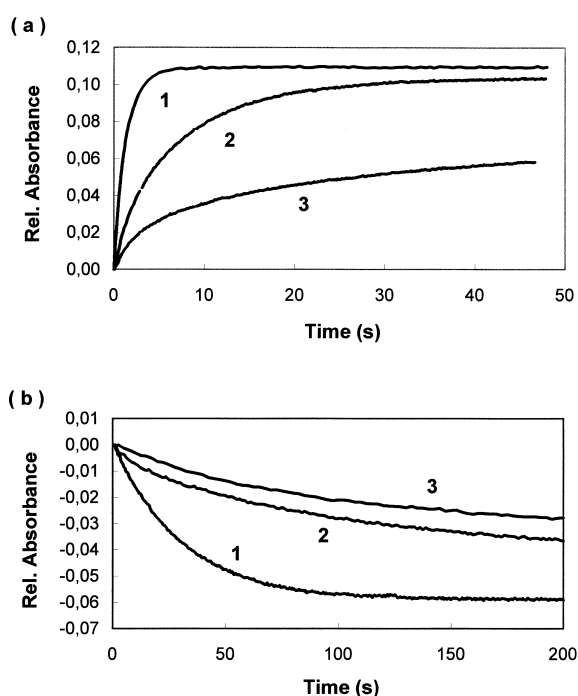 ( a )
0,12
0,10
0,08
0,06
0,04
0,02
0,00
Rel. Absorbance
1
2
3
0 10 20 30 40 50
Time (s)
( b )
0,01
0,00
-0,01
-0,02
-0,03
-0,04
-0,05
-0,06
-0,07
Rel. Absorbance
3
2
1
0 50 100 150 200
Time (s)